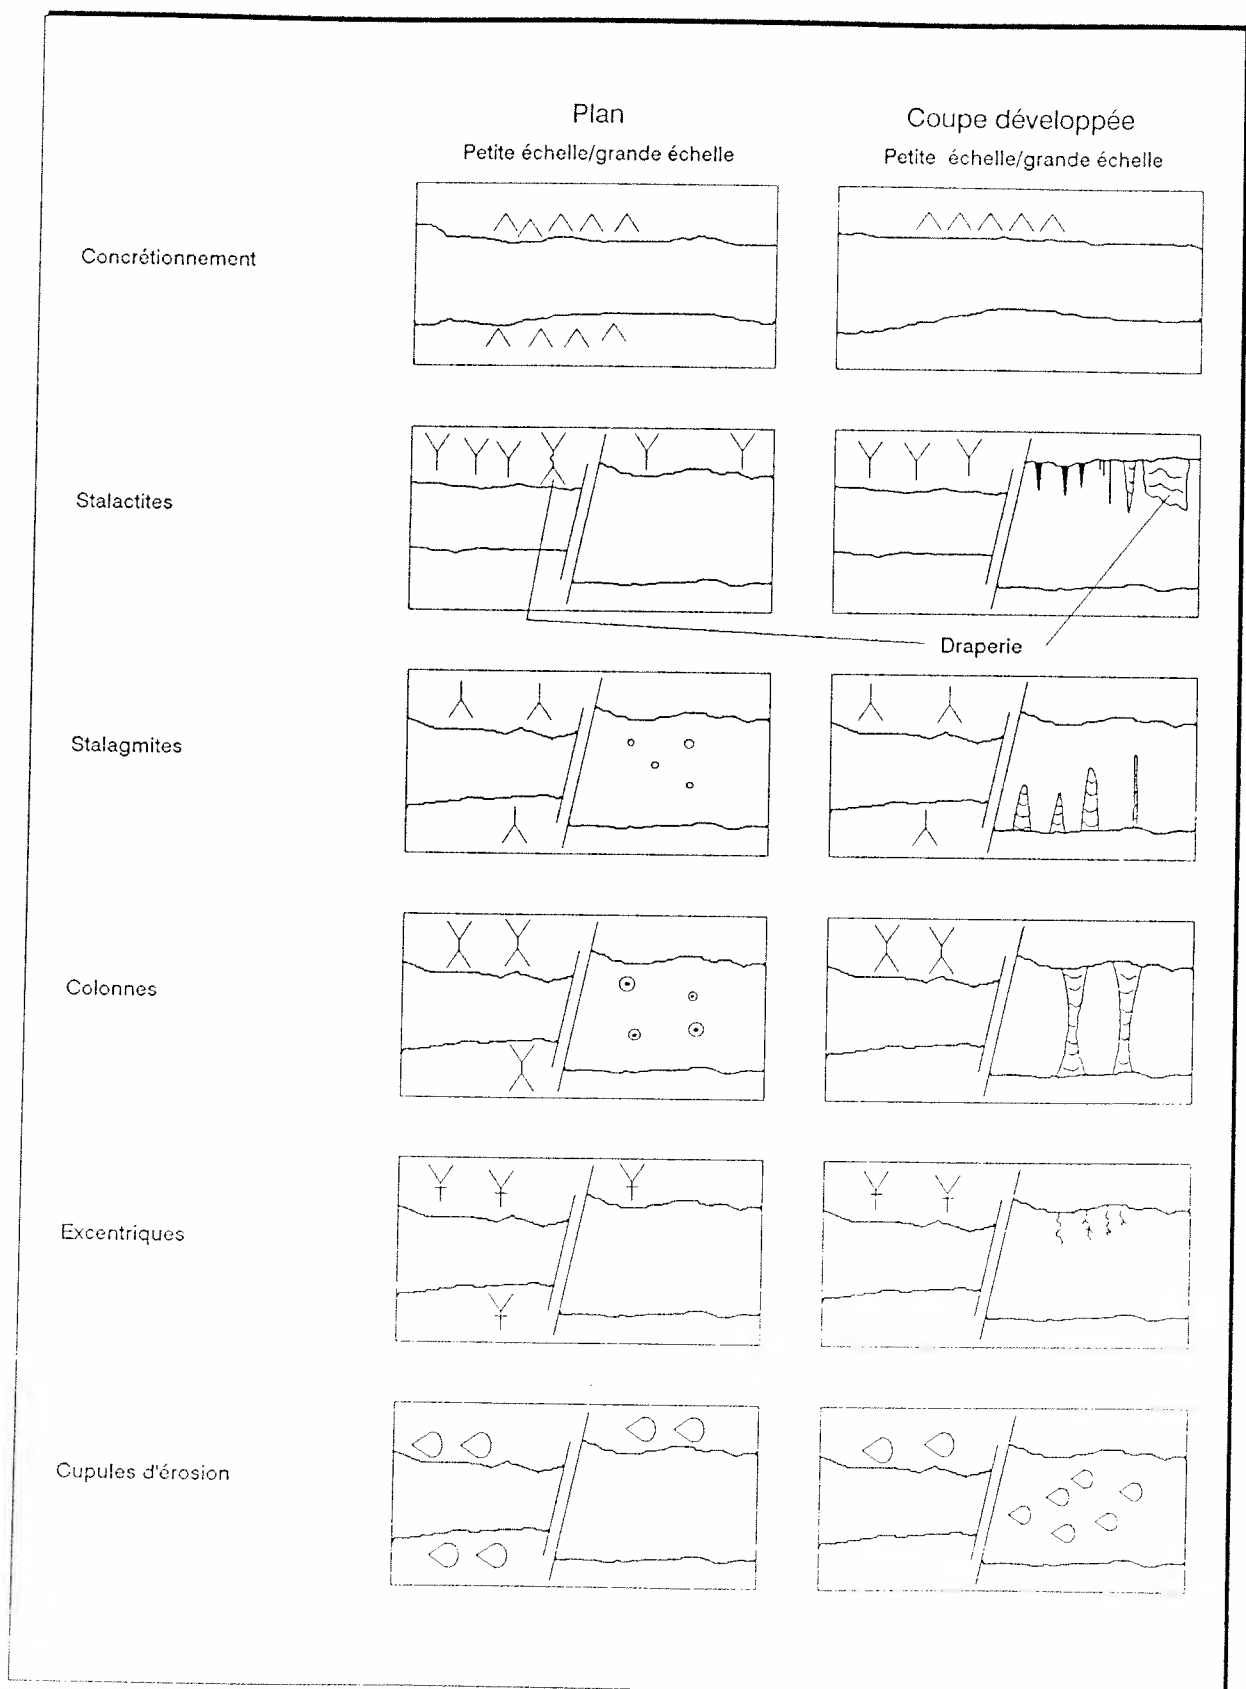 Plan
Coupe développée
Petite échelle/grande échelle
Petite échelle/grande échelle
Concrétionnement
Stalactites
Draperie
Stalagmites
Colonnes
Excentriques
Cupules d'érosion